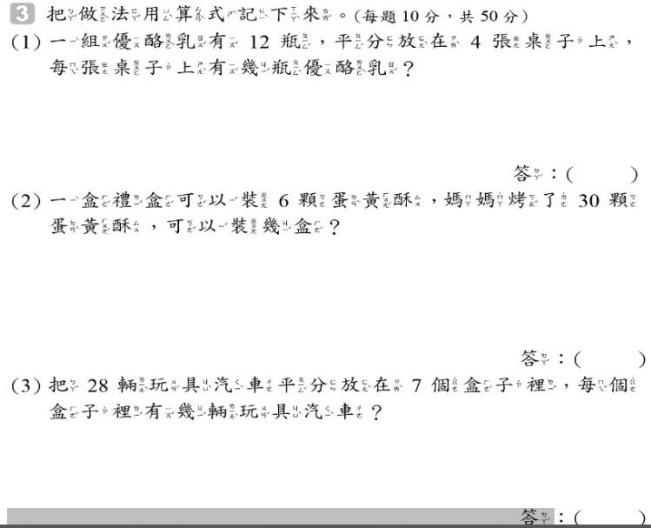 3 把做法用算式記下來。(每題 10 分，共 50 分)
(1) 一組優酪乳有 12 瓶，平分放在 4 張桌子上，
每張桌子上有幾瓶優酪乳？
答：( )
(2) 一盒禮盒可以裝 6 顆蛋黃酥，媽媽烤了 30 顆
蛋黃酥，可以裝幾盒？
答：( )
(3) 把 28 輛玩具汽車平分放在 7 個盒子裡，每個
盒子裡有幾輛玩具汽車？
答：( )